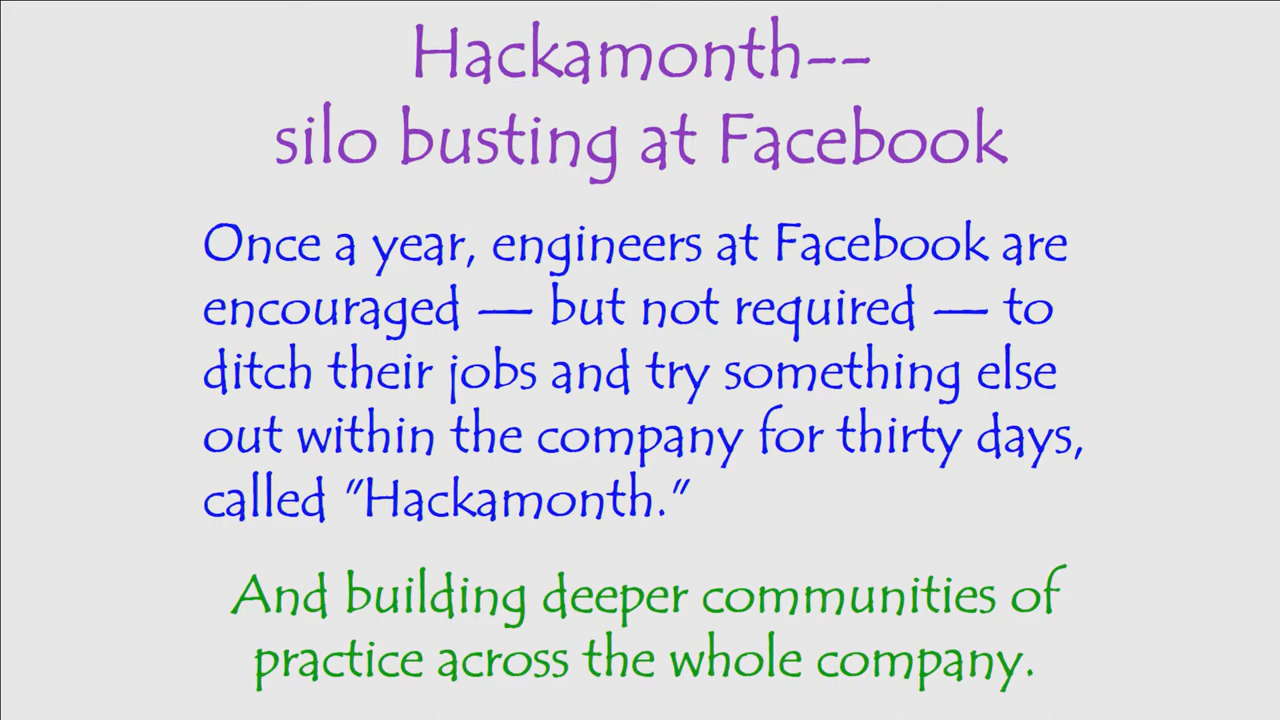 Hackamonth--
silo busting at Facebook
Once a year, engineers at Facebook are
encouraged — but not required — to
ditch their jobs and try something else
out within the company for thirty days,
called "Hackamonth."
And building deeper communities of
practice across the whole company.